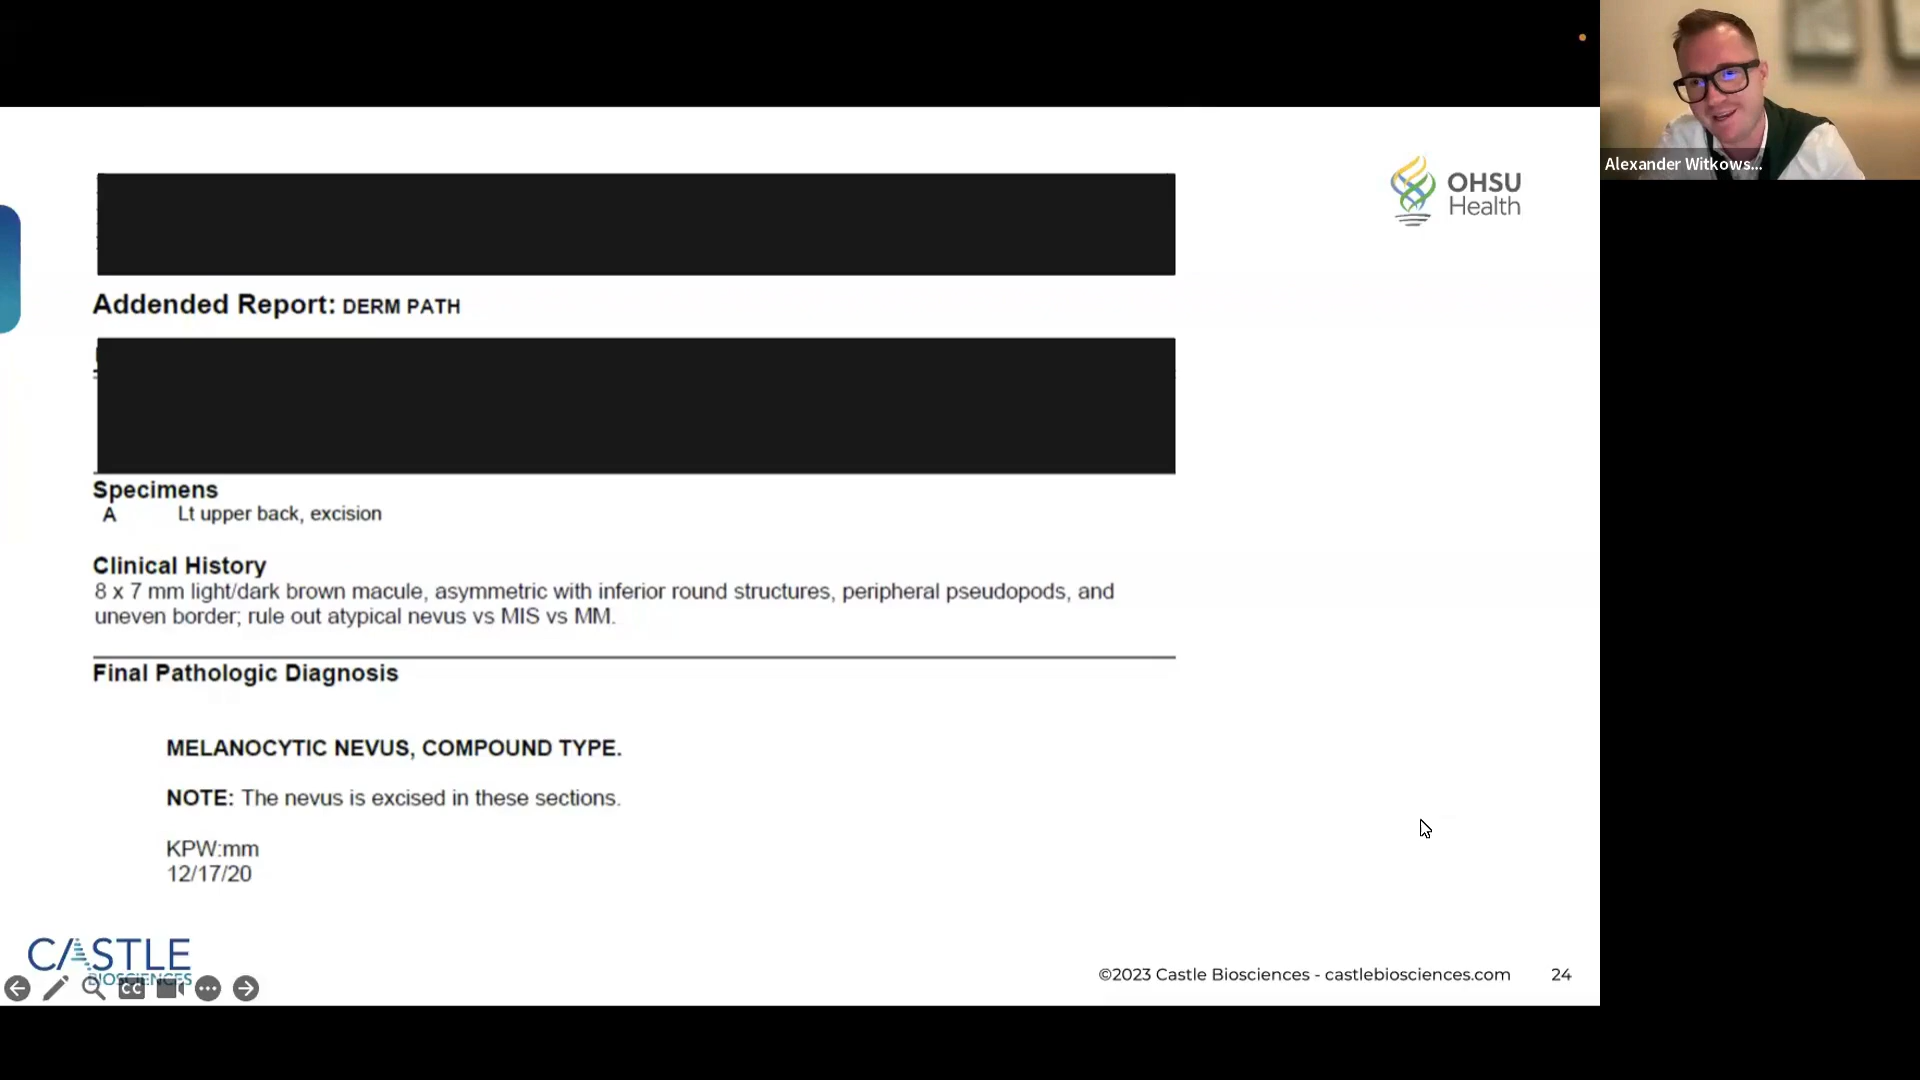 Alexander Witkows...
OHSU
Health
Addended Report: DERM PATH
Specimens
A Lt upper back, excision
Clinical History
8 x 7 mm light/dark brown macule, asymmetric with inferior round structures, peripheral pseudopods, and
uneven border; rule out atypical nevus vs MIS vs MM.
Final Pathologic Diagnosis
MELANOCYTIC NEVUS, COMPOUND TYPE.
NOTE: The nevus is excised in these sections.
KPW:mm
12/17/20
CASTLE
BIOSCIENCES
CC
©2023 Castle Biosciences - castlebiosciences.com 24